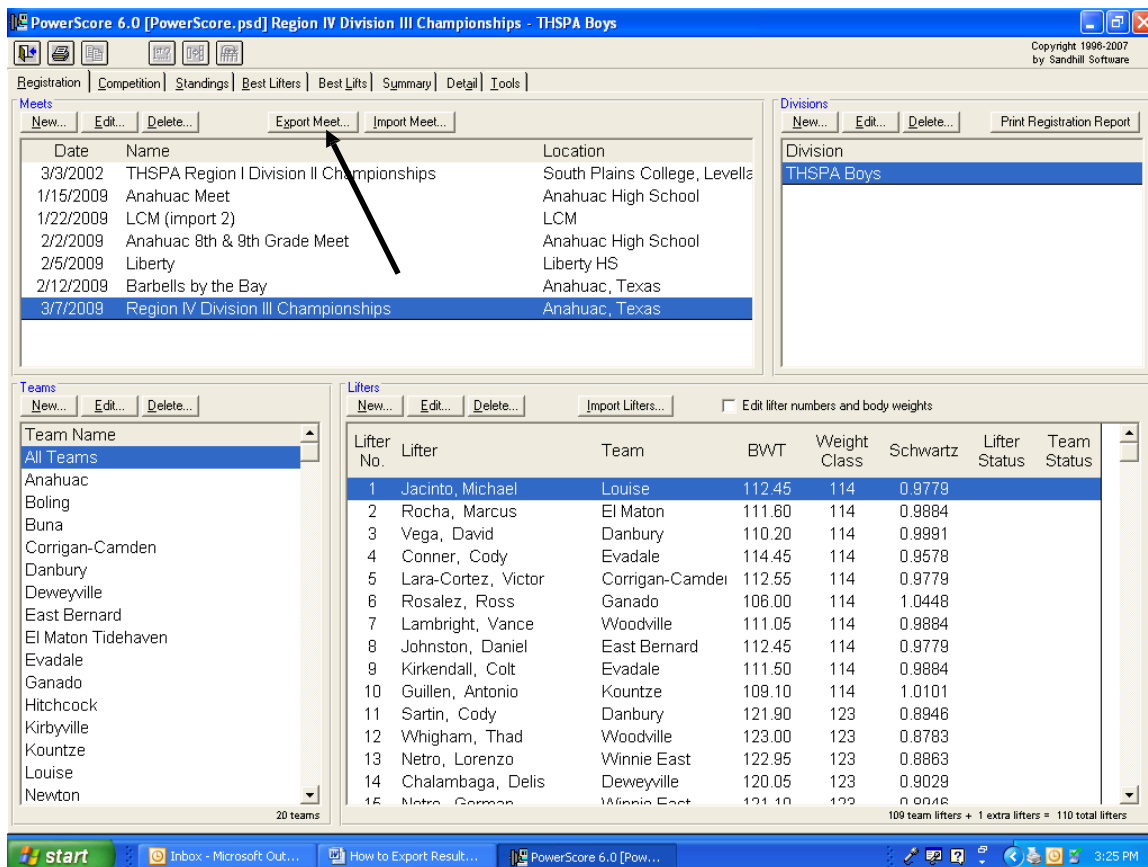 PowerScore 6.0 [PowerScore.psd] Region IV Division III Championships - THSPA Boys
Copyright 1996-2007
by Sandhill Software
Registration Competition Standings Best Lifters Best Lifts Summary Detail Tools
Meets
New... Edit... Delete... Export Meet... Import Meet...
Date Name Location
3/3/2002 THSPA Region I Division II Championships South Plains College, Levella
1/15/2009 Anahuac Meet Anahuac High School
1/22/2009 LCM (import 2) LCM
2/2/2009 Anahuac 8th & 9th Grade Meet Anahuac High School
2/5/2009 Liberty Liberty HS
2/12/2009 Barbells by the Bay Anahuac, Texas
3/7/2009 Region IV Division III Championships Anahuac, Texas
Divisions
New... Edit... Delete... Print Registration Report
Division
THSPA Boys
Teams
New... Edit... Delete...
Team Name
All Teams
Anahuac
Boling
Buna
Corrigan-Camden
Danbury
Deweyville
East Bernard
El Maton Tidehaven
Evadale
Ganado
Hitchcock
Kirbyville
Kountze
Louise
Newton
20 teams
Lifters
New... Edit... Delete... Import Lifters... Edit lifter numbers and body weights
Lifter No. Lifter Team BWT Weight Class Schwartz Lifter Status Team Status
1 Jacinto, Michael Louise 112.45 114 0.9779
2 Rocha, Marcus El Maton 111.60 114 0.9884
3 Vega, David Danbury 110.20 114 0.9991
4 Conner, Cody Evadale 114.45 114 0.9578
5 Lara-Cortez, Victor Corrigan-Camder 112.55 114 0.9779
6 Rosalez, Ross Ganado 106.00 114 1.0448
7 Lambright, Vance Woodville 111.05 114 0.9884
8 Johnston, Daniel East Bernard 112.45 114 0.9779
9 Kirkendall, Colt Evadale 111.50 114 0.9884
10 Guillen, Antonio Kountze 109.10 114 1.0101
11 Sartin, Cody Danbury 121.90 123 0.8946
12 Whigham, Thad Woodville 123.00 123 0.8783
13 Netro, Lorenzo Winnie East 122.95 123 0.8863
14 Chalambaga, Delis Deweyville 120.05 123 0.9029
15 Netro, German Winnie East 121.10 123 0.8946
109 team lifters + 1 extra lifters = 110 total lifters
start Inbox - Microsoft Out... How to Export Result... PowerScore 6.0 [Pow... 3:25 PM